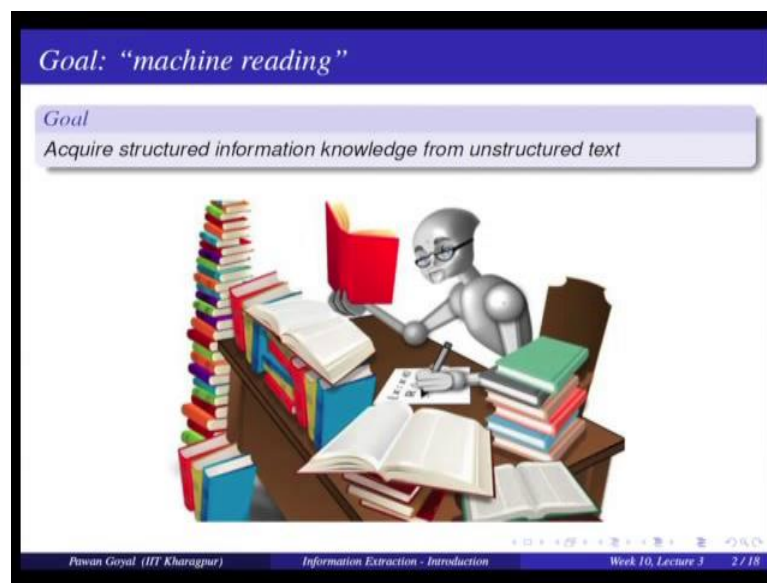 Goal: “machine reading”
Goal
Acquire structured information knowledge from unstructured text
Pawan Goyal (IIT Kharagpur) Information Extraction - Introduction Week 10, Lecture 3 2 / 18